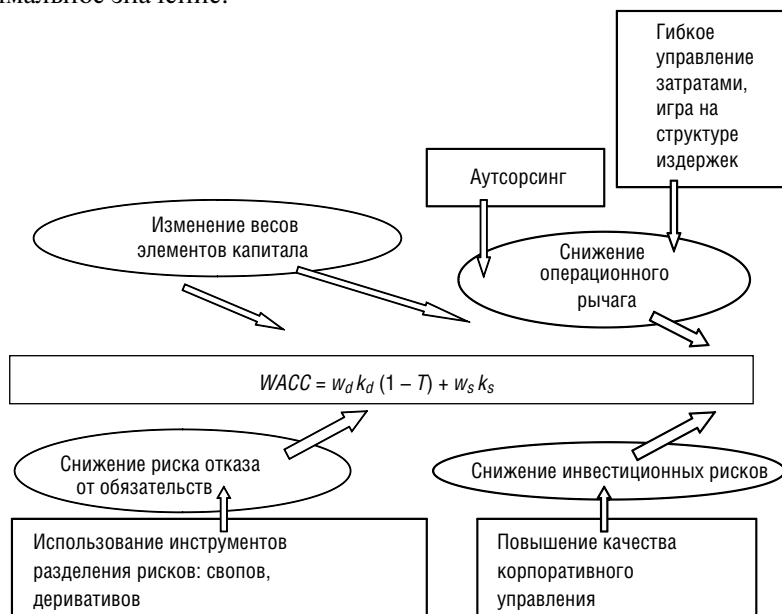 Гибкое
управление
затратами,
игра на
структуре
издержек
Аутсорсинг
Изменение весов
элементов капитала
Снижение
операционного
рычага
WACC = w_d k_d (1 – T) + w_s k_s
Снижение риска отказа
от обязательств
Снижение инвестиционных рисков
Использование инструментов
разделения рисков: свопов,
деривативов
Повышение качества
корпоративного
управления